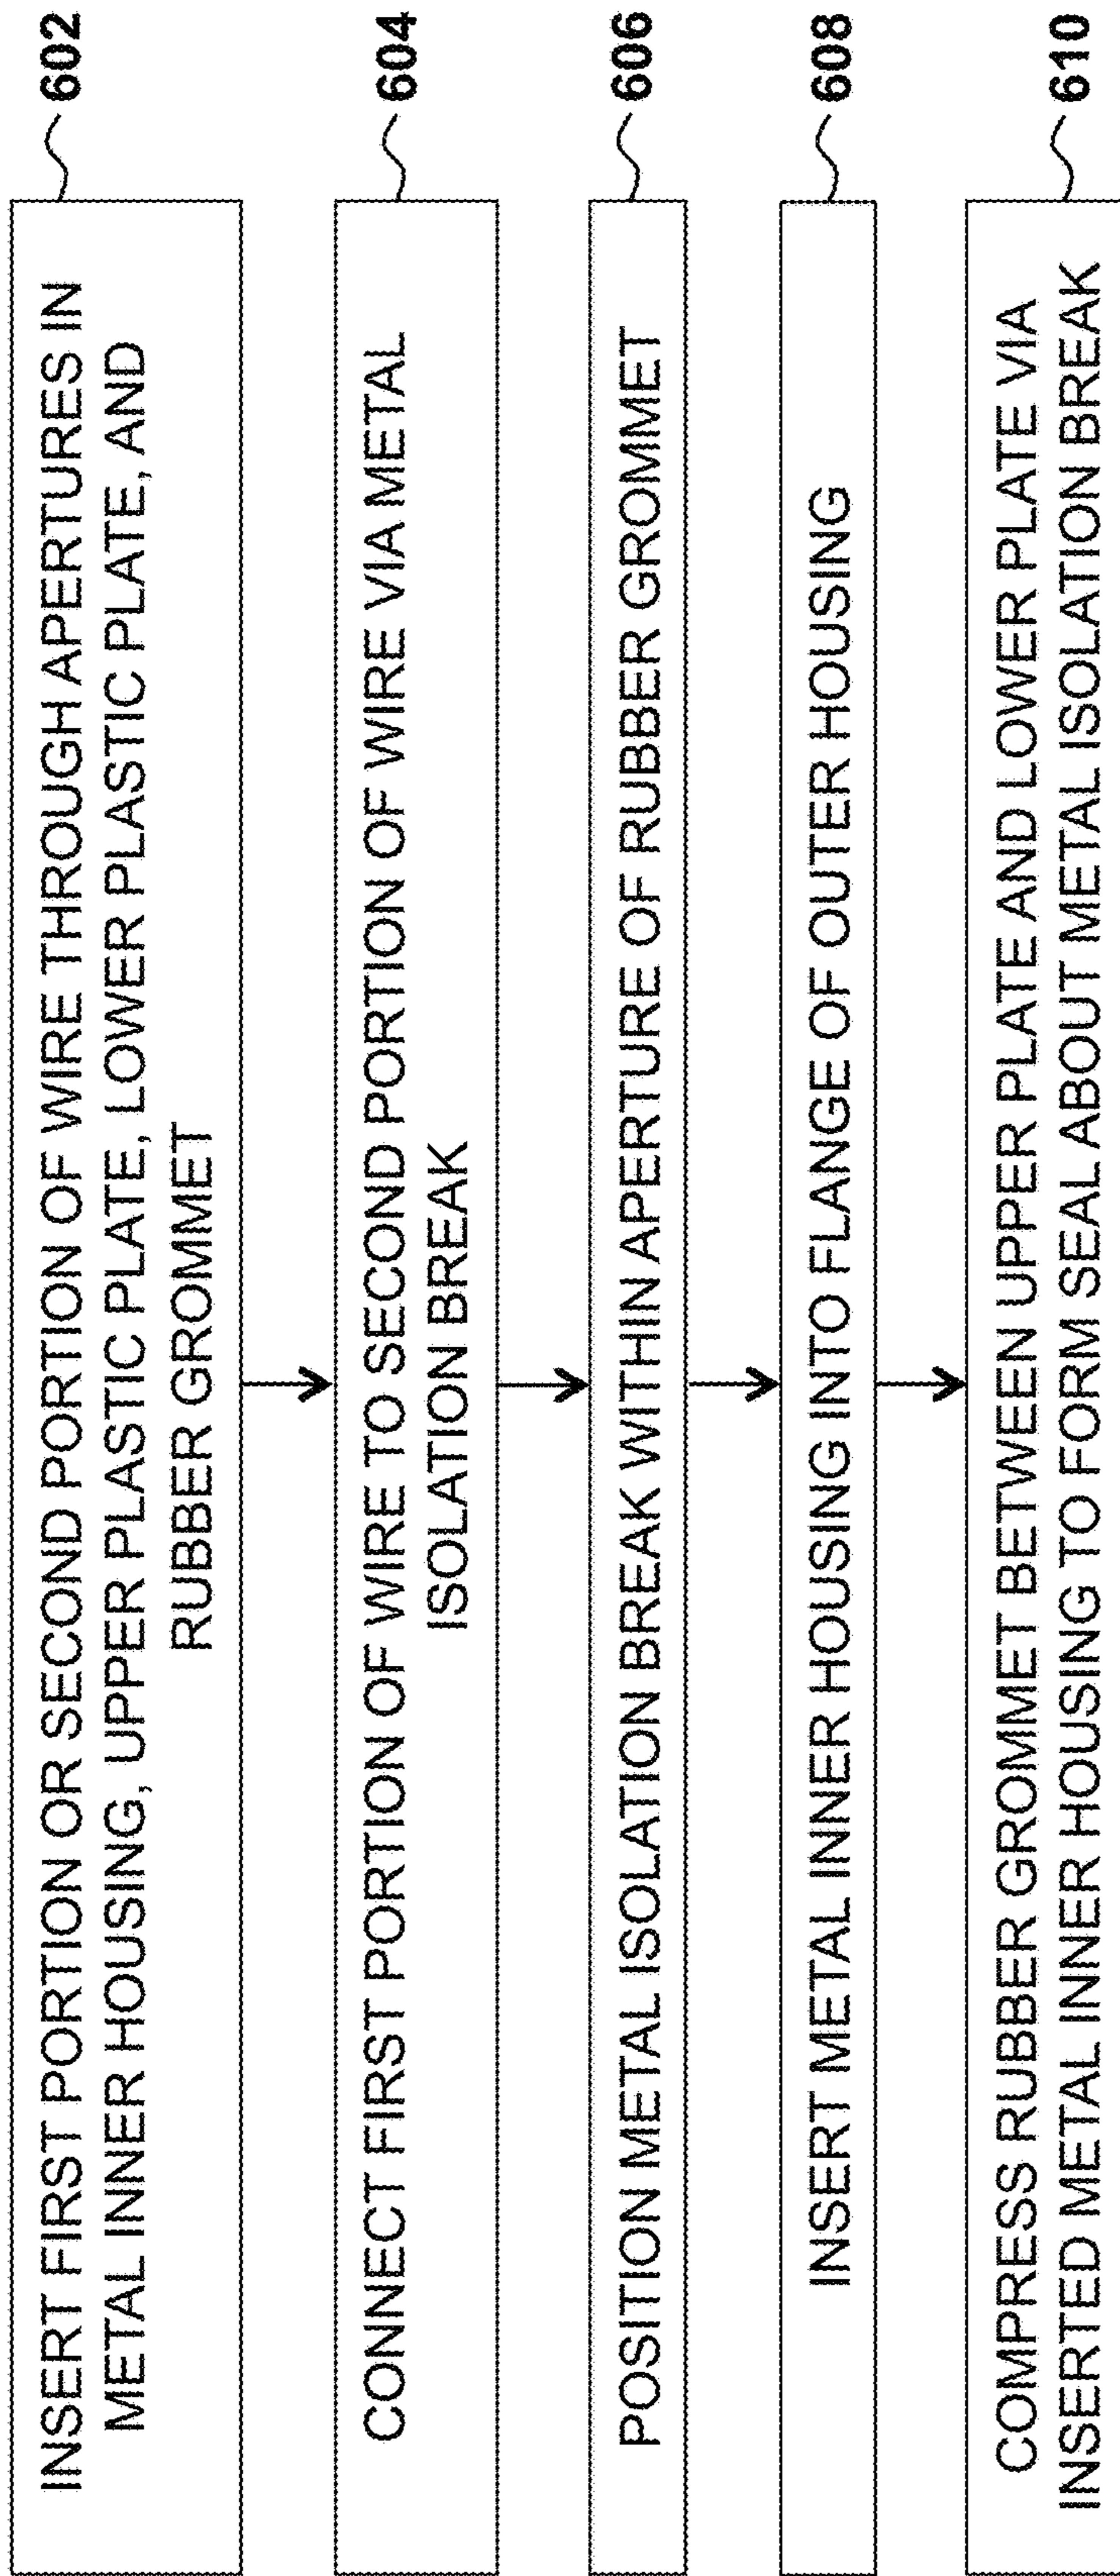 INSERT FIRST PORTION OR SECOND PORTION OF WIRE THROUGH APERTURES IN
METAL INNER HOUSING, UPPER PLASTIC PLATE, LOWER PLASTIC PLATE, AND
RUBBER GROMMET
602
CONNECT FIRST PORTION OF WIRE TO SECOND PORTION OF WIRE VIA METAL
ISOLATION BREAK
604
POSITION METAL ISOLATION BREAK WITHIN APERTURE OF RUBBER GROMMET
606
INSERT METAL INNER HOUSING INTO FLANGE OF OUTER HOUSING
608
COMPRESS RUBBER GROMMET BETWEEN UPPER PLATE AND LOWER PLATE VIA
INSERTED METAL INNER HOUSING TO FORM SEAL ABOUT METAL ISOLATION BREAK
610